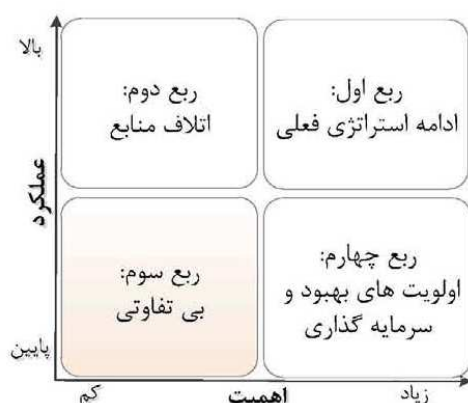 بالا
ربع دوم:
اتلاف منابع
ربع اول:
ادامه استراتژی فعلی
عملکرد
ربع سوم:
بی تفاوتی
ربع چهارم:
اولویت های بهبود و
سرمایه گذاری
پایین
کم
اهمیت
زیاد